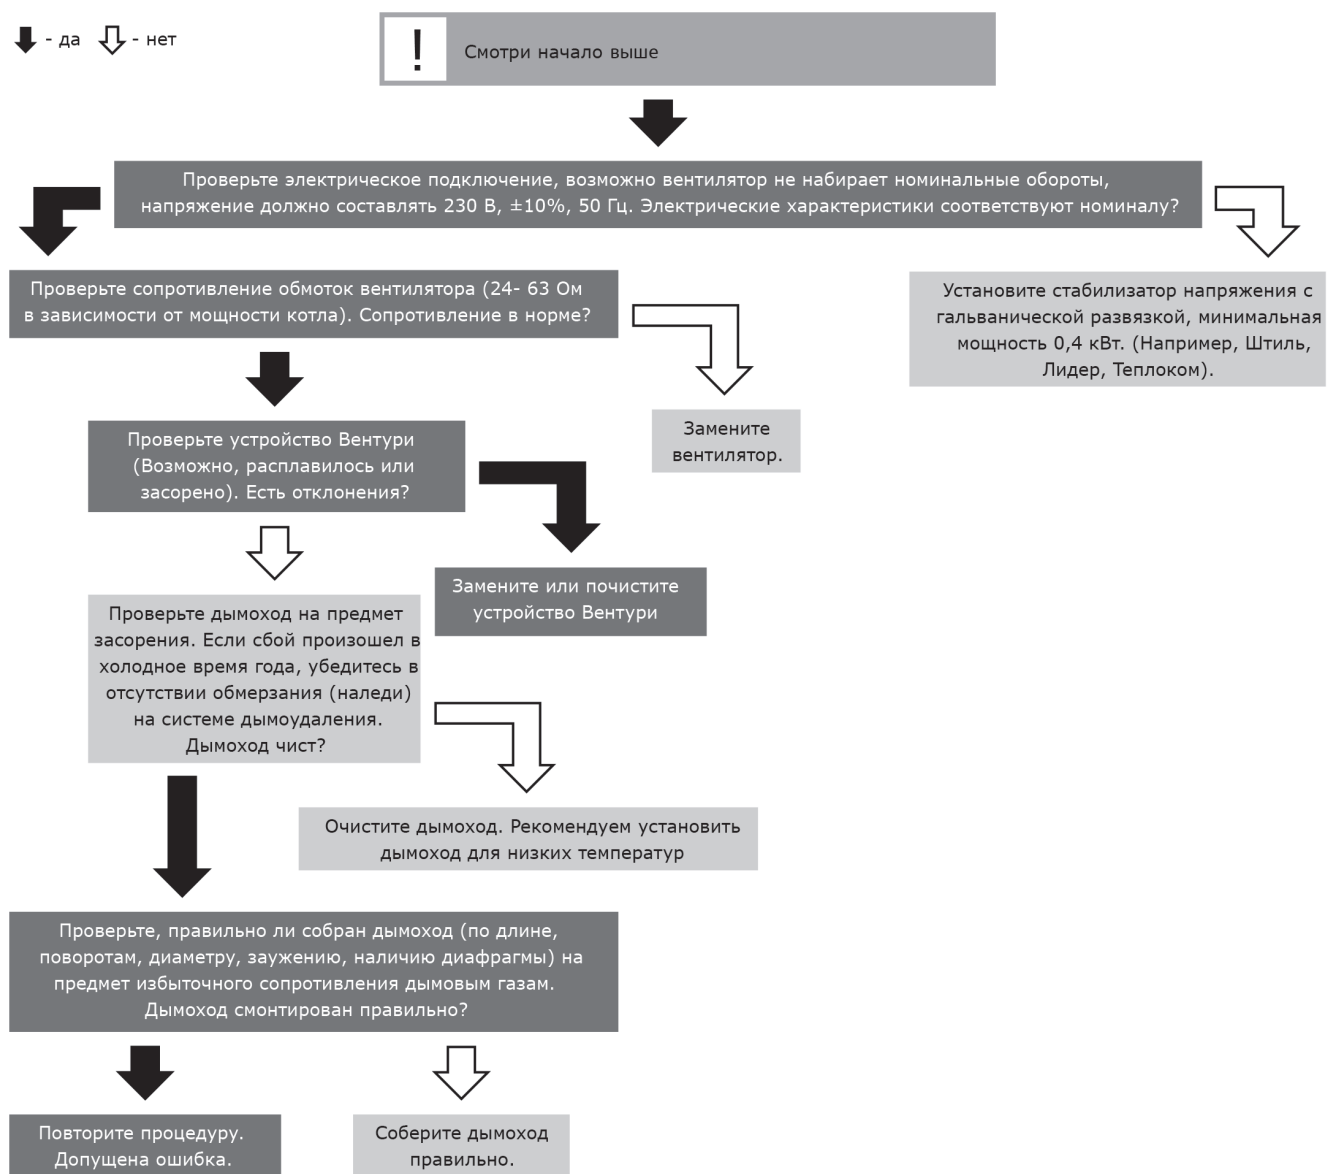 - да - нет
!
Смотри начало выше
Проверьте электрическое подключение, возможно вентилятор не набирает номинальные обороты,
напряжение должно составлять 230 В, ±10%, 50 Гц. Электрические характеристики соответствуют номиналу?
Проверьте сопротивление обмоток вентилятора (24- 63 Ом
в зависимости от мощности котла). Сопротивление в норме?
Установите стабилизатор напряжения с
гальванической развязкой, минимальная
мощность 0,4 кВт. (Например, Штиль,
Лидер, Теплоком).
Замените
вентилятор.
Проверьте устройство Вентури
(Возможно, расплавилось или
засорено). Есть отклонения?
Замените или почистите
устройство Вентури
Проверьте дымоход на предмет
засорения. Если сбой произошел в
холодное время года, убедитесь в
отсутствии обмерзания (наледи)
на системе дымоудаления.
Дымоход чист?
Очистите дымоход. Рекомендуем установить
дымоход для низких температур
Проверьте, правильно ли собран дымоход (по длине,
поворотам, диаметру, заужению, наличию диафрагмы) на
предмет избыточного сопротивления дымовым газам.
Дымоход смонтирован правильно?
Повторите процедуру.
Допущена ошибка.
Соберите дымоход
правильно.